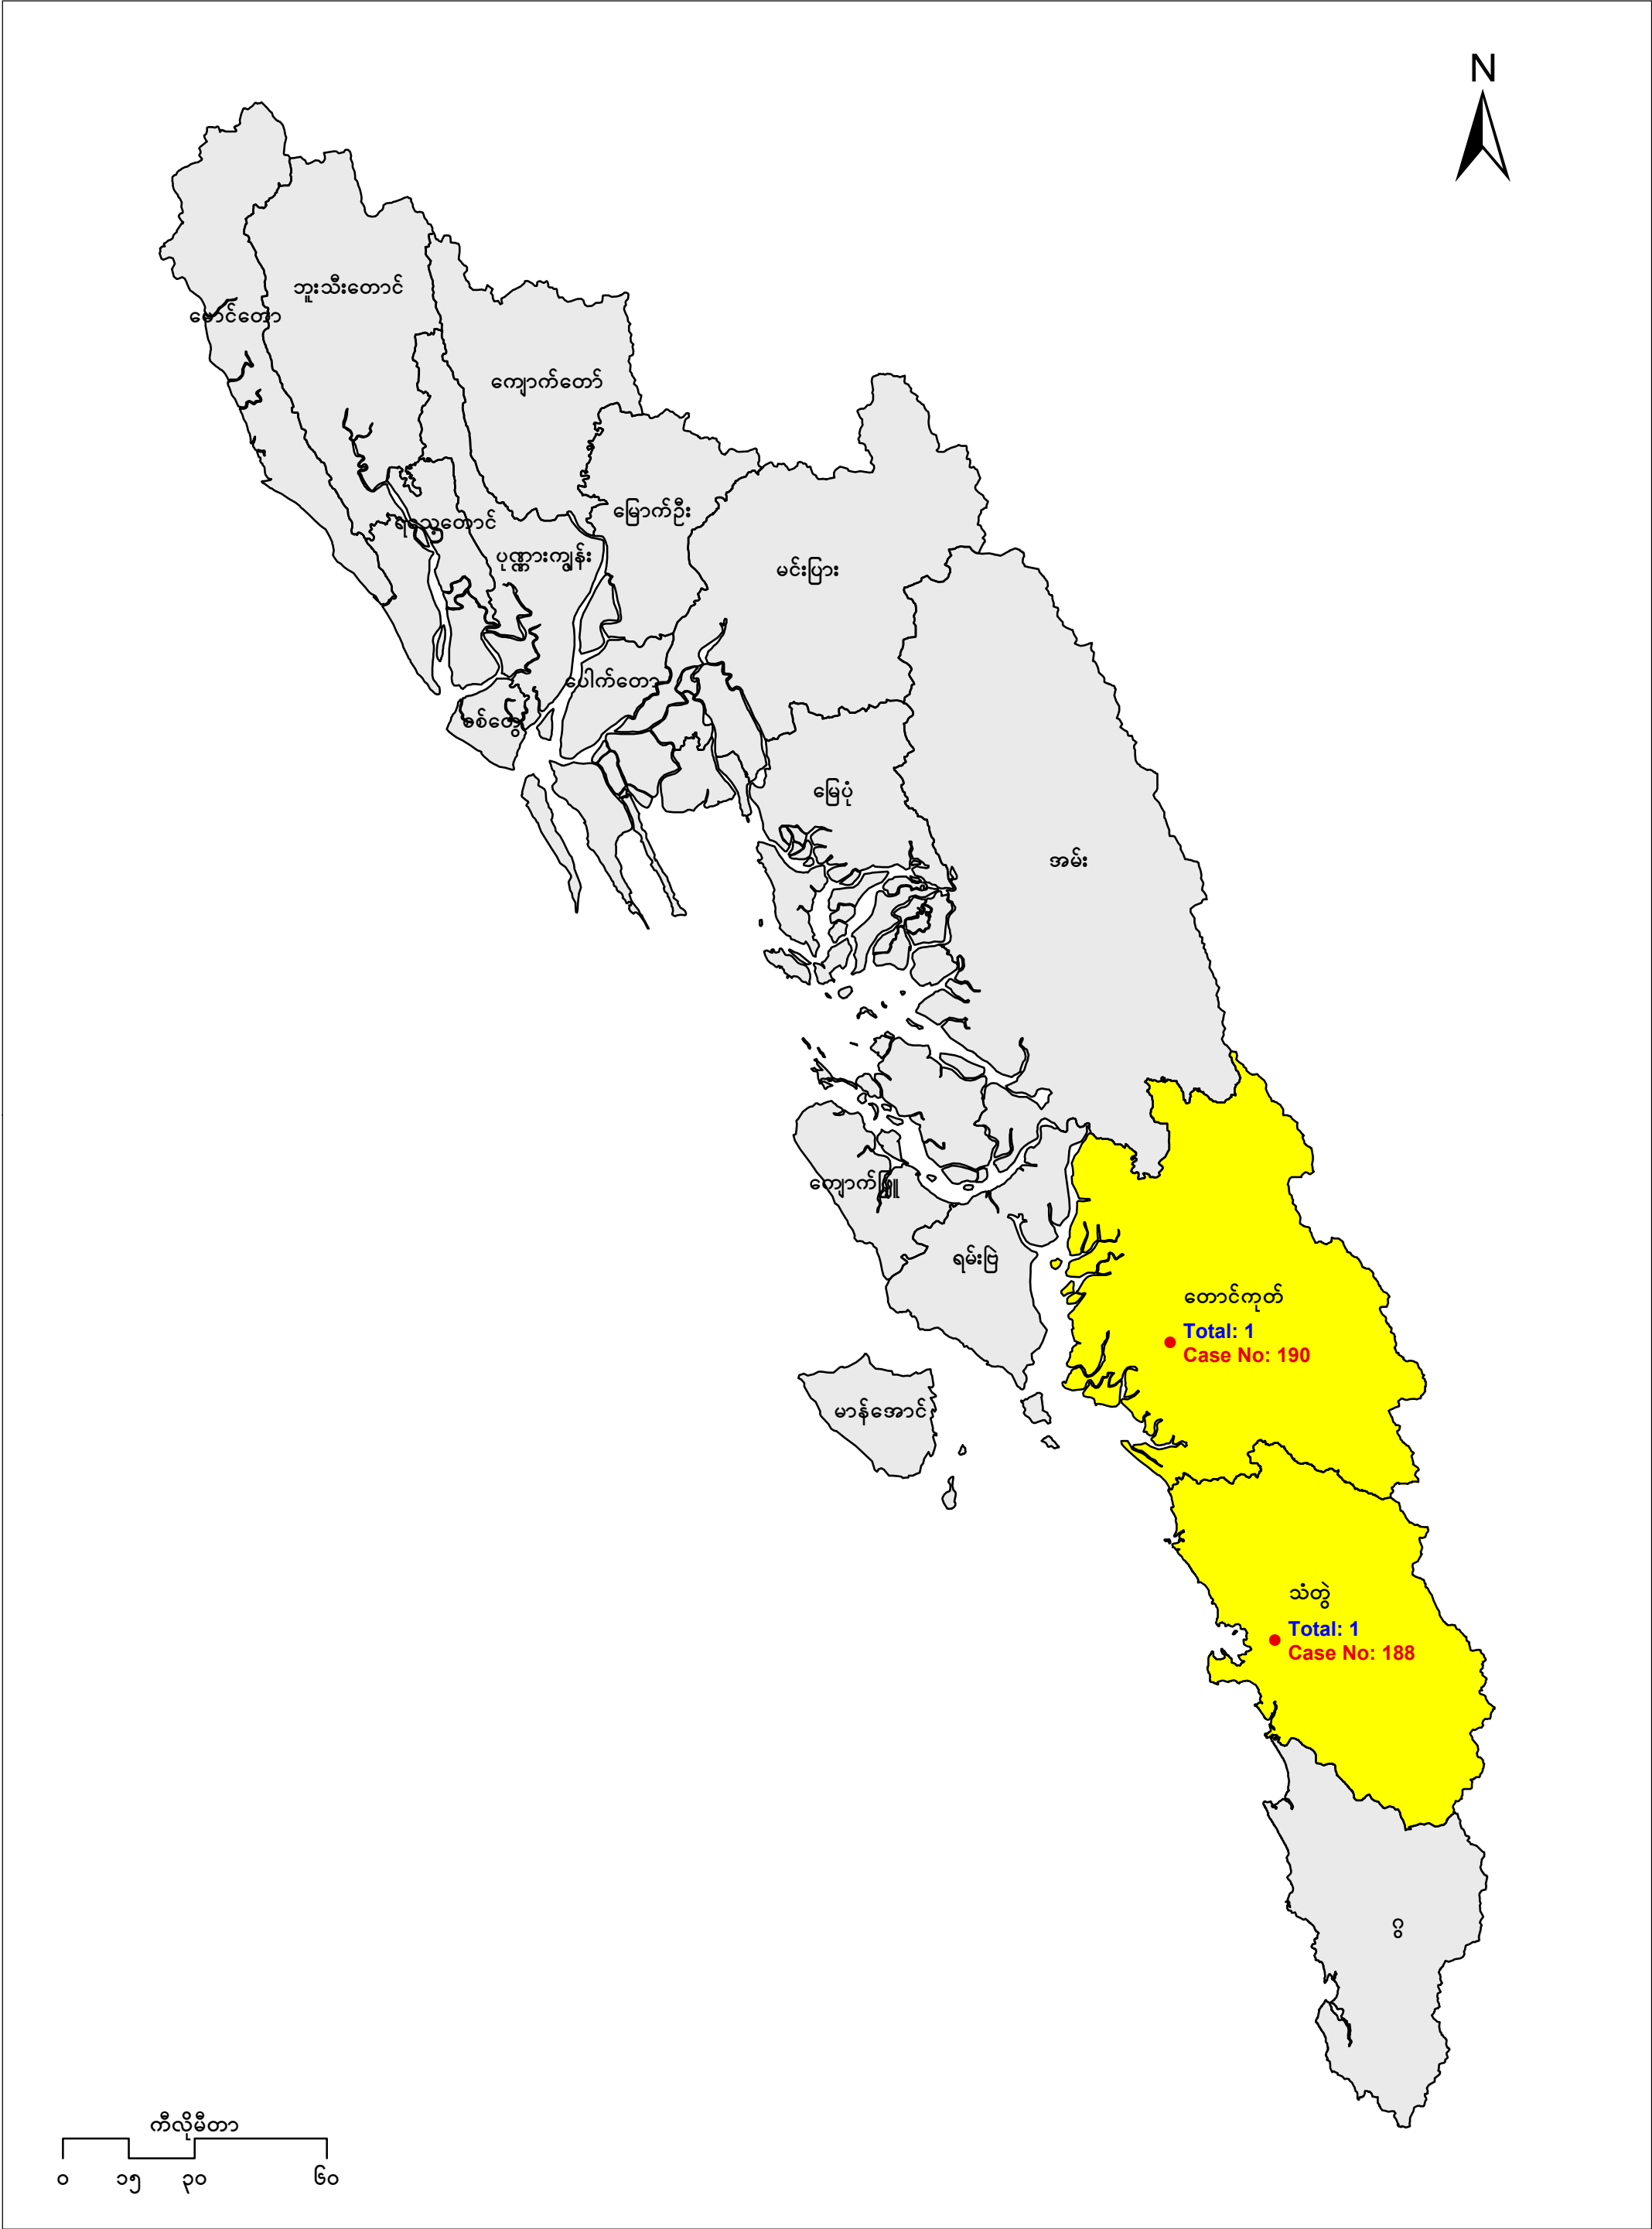 N
ဘူးသီးတောင်
မောင်တော
ကျောက်တော်
မြောက်ဦး
ရသေ့တောင်
ပုဏ္ဏားကျွန်း
မင်းပြား
ပေါက်တော
စစ်တွေ
မြေပုံ
အမ်း
ကျောက်ဖြူ
ရမ်းဗြဲ
တောင်ကုတ်
Total: 1
Case No: 190
မာန်အောင်
သံတွဲ
Total: 1
Case No: 188
ဂွ
ကီလိုမီတာ
၀ ၁၅ ၃၀ ၆၀